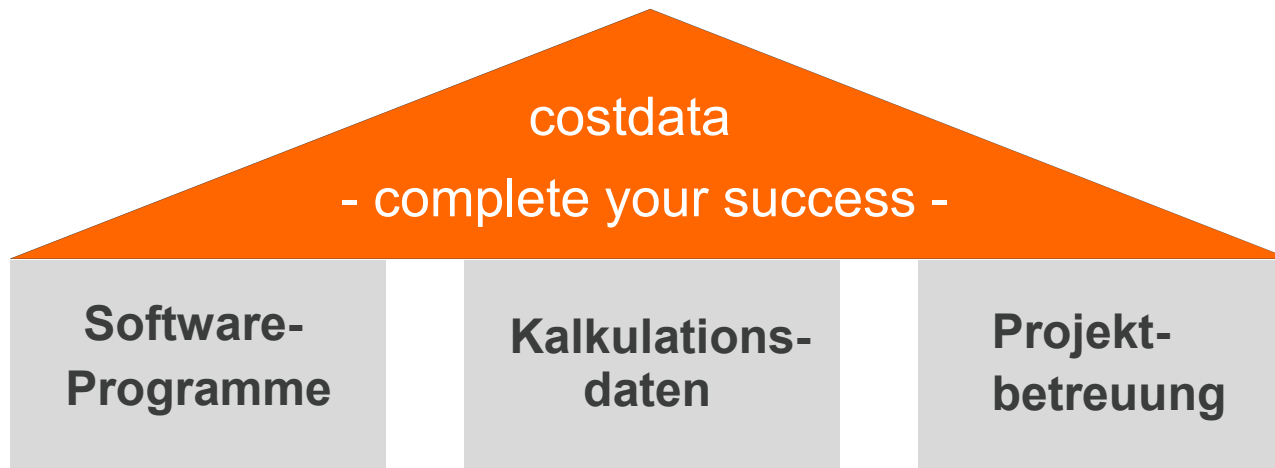 costdata
- complete your success -
Software-
Programme
Kalkulations-
daten
Projekt-
betreuung